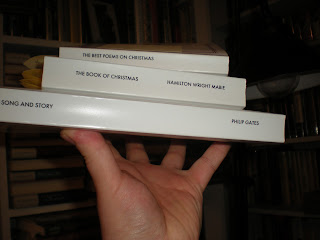 THE BEST POEMS ON CHRISTMAS
THE BOOK OF CHRISTMAS HAMILTON WRIGHT MABIE
SONG AND STORY PHILIP GATES